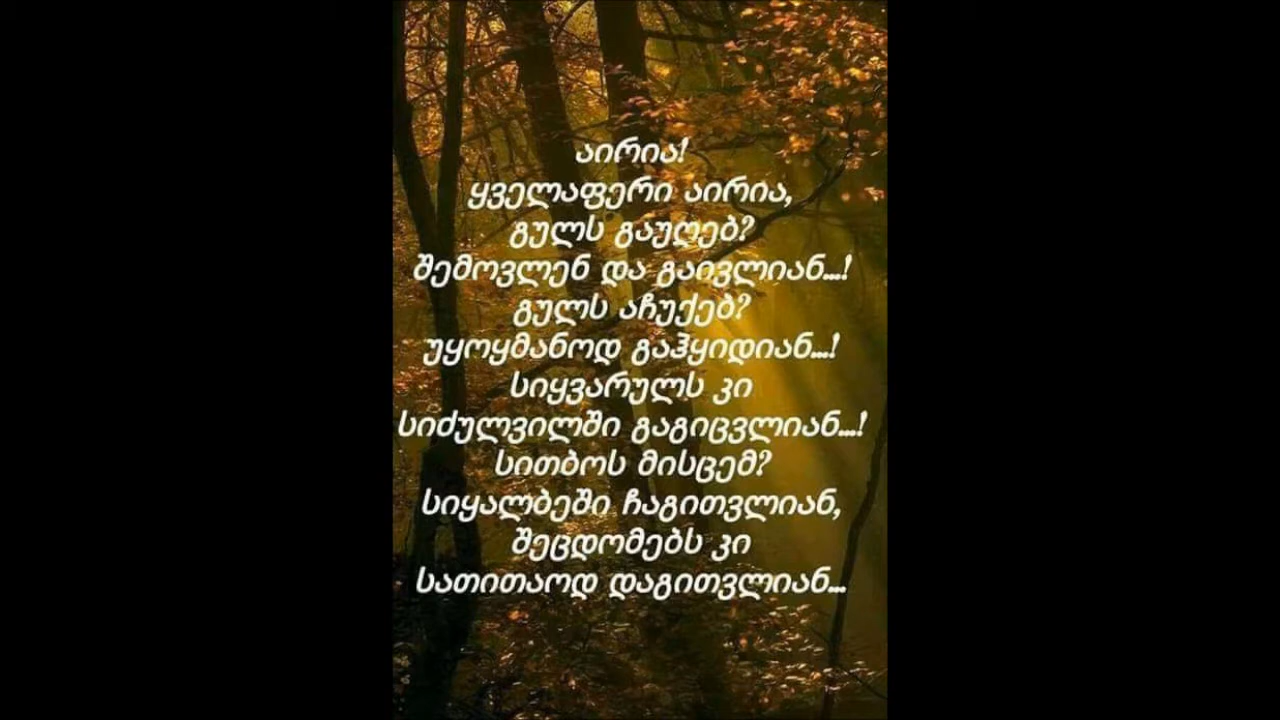 აირია!
ყველაფერი აირია,
გულს გაუღებ?
შემოვლენ და გაივლიან...!
გულს აჩუქებ?
უყოყმანოდ გაჰყიდიან...!
სიყვარულს კი
სიძულვილში გაგიცვლიან...!
სითბოს მისცემ?
სიყალბეში ჩაგითვლიან,
შეცდომებს კი
სათითაოდ დაგითვლიან...